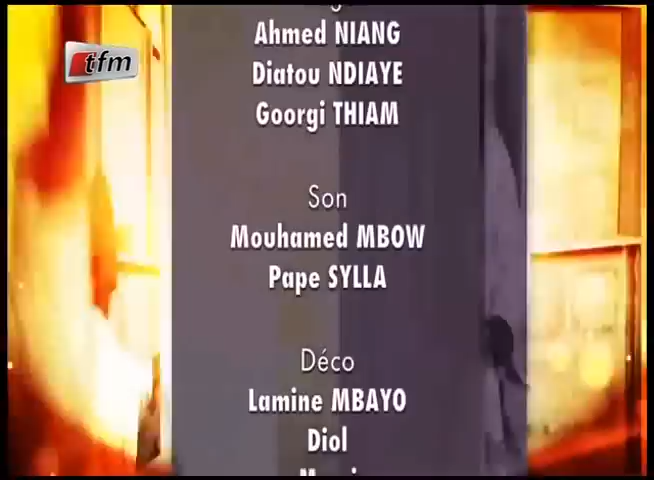 tfm
Ahmed NIANG
Diatou NDIAYE
Goorgi THIAM
Son
Mouhamed MBOW
Pape SYLLA
Déco
Lamine MBAYO
Diol